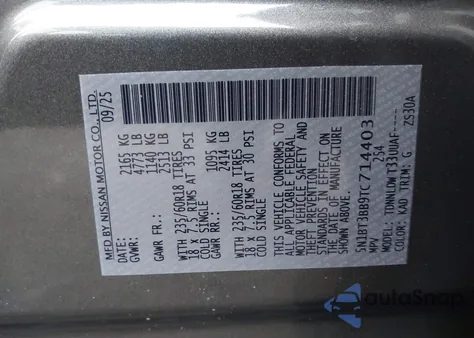 MFD BY NISSAN MOTOR CO., LTD.
09/25
GVWR: 2165 KG
4773 LB
GAWR FR.: 1140 KG
2513 LB
WITH 235/60R18 TIRES
18 X 7.5 RIMS AT 33 PSI
COLD SINGLE
GAWR RR.: 1095 KG
2414 LB
WITH 235/60R18 TIRES
18 X 7.5 RIMS AT 30 PSI
COLD SINGLE
THIS VEHICLE CONFORMS TO
ALL APPLICABLE FEDERAL
MOTOR VEHICLE SAFETY AND
THEFT PREVENTION
STANDARDS IN EFFECT ON
THE DATE OF MANUFACTURE
SHOWN ABOVE.
5N1BT3BB9TC714403
MPV 254
MODEL: TDNNLDWT33UUAF----
COLOR: KAD TRIM: G ZS30A
autoSnap